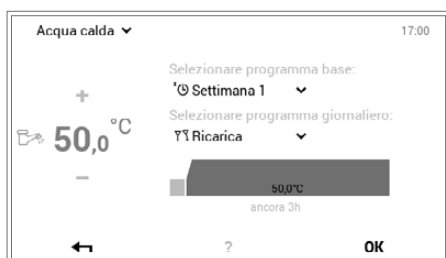 Acqua calda
17:00
Selezionare programma base:
Settimana 1
+
Selezionare programma giornaliero:
50,0 °C
Ricarica
−
50,0°C
ancora 3h
?
OK